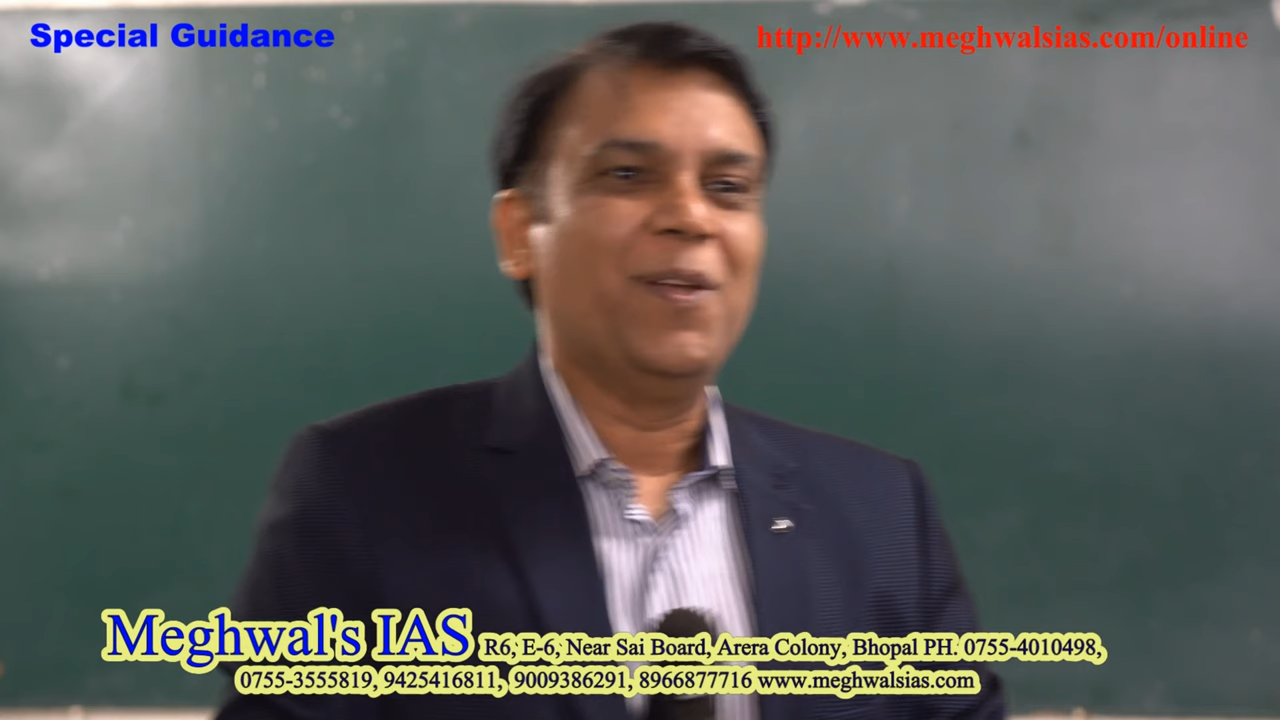 Special Guidance
http://www.meghwalsias.com/online
Meghwal's IAS R6, E-6, Near Sai Board, Arera Colony, Bhopal PH. 0755-4010498,
0755-3555819, 9425416811, 9009386291, 8966877716 www.meghwalsias.com